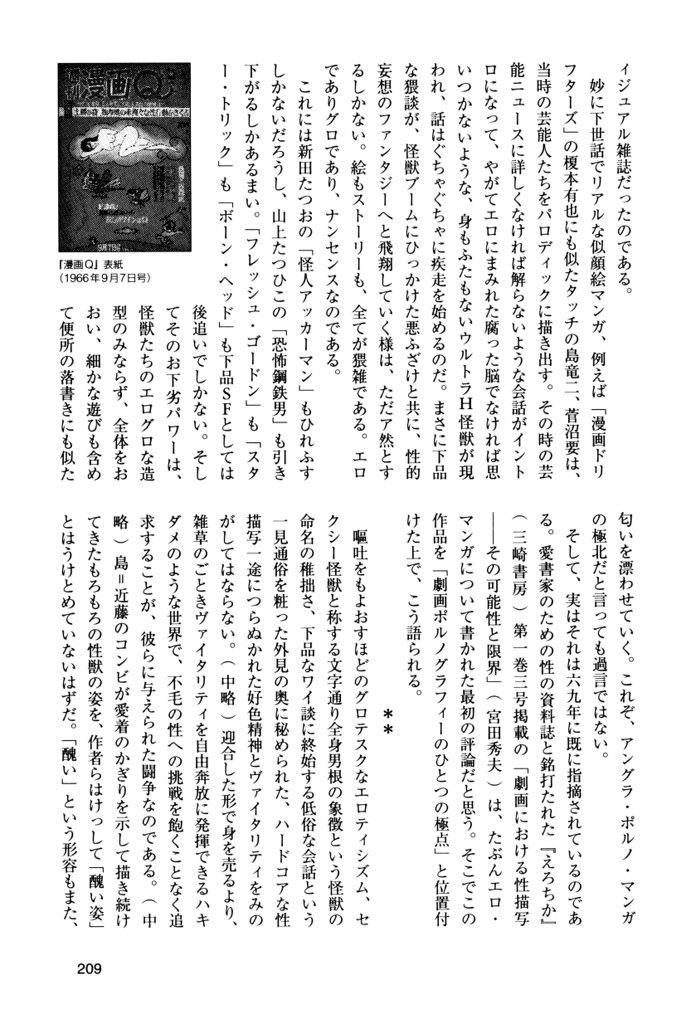 ィジュアル雑誌だったのである。
　妙に下世話でリアルな似顔絵マンガ、例えば「漫画ドリ
フターズ」の榎本有也にも似たタッチの島竜二、菅沼要は、
当時の芸能人たちをパロディックに描き出す。その時の芸
能ニュースに詳しくなければ解らないような会話がイント
ロになって、やがてエロにまみれた腐った脳でなければ思
いつかないような、身もふたもないウルトラH怪獣が現
われ、話はぐちゃぐちゃに疾走を始めるのだ。まさに下品
な猥談が、怪獣ブームにひっかけた悪ふざけと共に、性的
妄想のファンタジーへと飛翔していく様は、ただア然とす
るしかない。絵もストーリーも、全てが猥雑である。エロ
でありグロであり、ナンセンスなのである。
　これには新田たつおの「怪人アッカーマン」もひれふす
しかないだろうし、山上たつひこの「恐怖鋼鉄男」も引き
下がるしかあるまい。「フレッシュ・ゴードン」も「スタ
ー・トリック」も「ボーン・ヘッド」も下品SFとしては
後追いでしかない。そし
てそのお下劣パワーは、
怪獣たちのエログロな造
型のみならず、全体をお
おい、細かな遊びも含め
て便所の落書きにも似た
漫画Q
『漫画Q』表紙
（1966年9月7日号）
匂いを漂わせていく。これぞ、アングラ・ポルノ・マンガ
の極北だと言っても過言ではない。
　そして、実はそれは六九年に既に指摘されているのであ
る。愛書家のための性の資料誌と銘打たれた『えろちか』
（三崎書房）第一巻三号掲載の「劇画における性描写
――その可能性と限界」（宮田秀夫）は、たぶんエロ・
マンガについて書かれた最初の評論だと思う。そこでこの
作品を「劇画ポルノグラフィーのひとつの極点」と位置付
けた上で、こう語られる。
＊＊
　嘔吐をもよおすほどのグロテスクなエロティシズム、セ
クシー怪獣と称する文字通り全身男根の象徴という怪獣の
命名の稚拙さ、下品なワイ談に終始する低俗な会話という
一見通俗を粧った外見の奥に秘められた、ハードコアな性
描写一途につらぬかれた好色精神とヴァイタリティをみの
がしてはならない。（中略）迎合した形で身を売るより、
雑草のごときヴァイタリティを自由奔放に発揮できるハキ
ダメのような世界で、不毛の性への挑戦を飽くことなく追
求することが、彼らに与えられた闘争なのである。（中
略）島＝近藤のコンビが愛着のかぎりを示して描き続け
てきたもろもろの性獣の姿を、作者らはけっして「醜い姿」
とはうけとめていないはずだ。「醜い」という形容もまた、
209